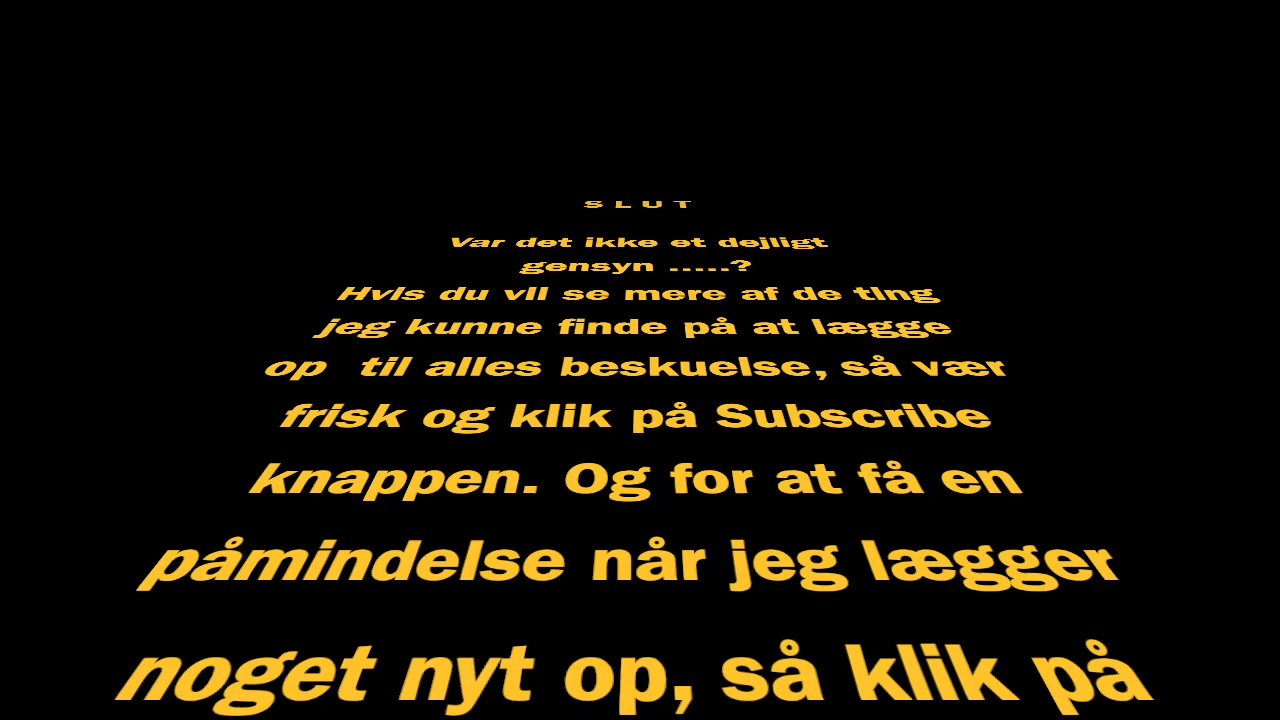 S L U T
Var det ikke et dejligt
gensyn .....?
Hvis du vil se mere af de ting
jeg kunne finde på at lægge
op til alles beskuelse, så vær
frisk og klik på Subscribe
knappen. Og for at få en
påmindelse når jeg lægger
noget nyt op, så klik på